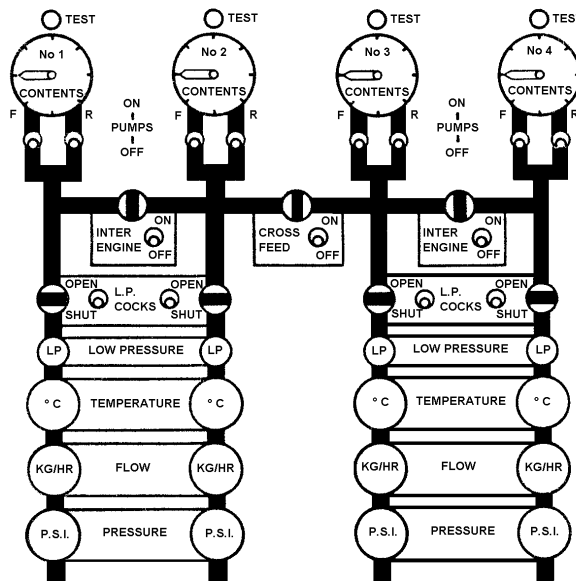 TEST TEST TEST TEST
No 1 No 2 No 3 No 4
CONTENTS CONTENTS CONTENTS CONTENTS
F R ON F R F R ON F R
PUMPS PUMPS
OFF OFF
INTER ENGINE ON OFF
CROSS FEED ON OFF
INTER ENGINE ON OFF
OPEN L.P. OPEN OPEN L.P. OPEN
SHUT COCKS SHUT SHUT COCKS SHUT
LP LOW PRESSURE LP LP LOW PRESSURE LP
° C TEMPERATURE ° C ° C TEMPERATURE ° C
KG/HR FLOW KG/HR KG/HR FLOW KG/HR
P.S.I. PRESSURE P.S.I. P.S.I. PRESSURE P.S.I.